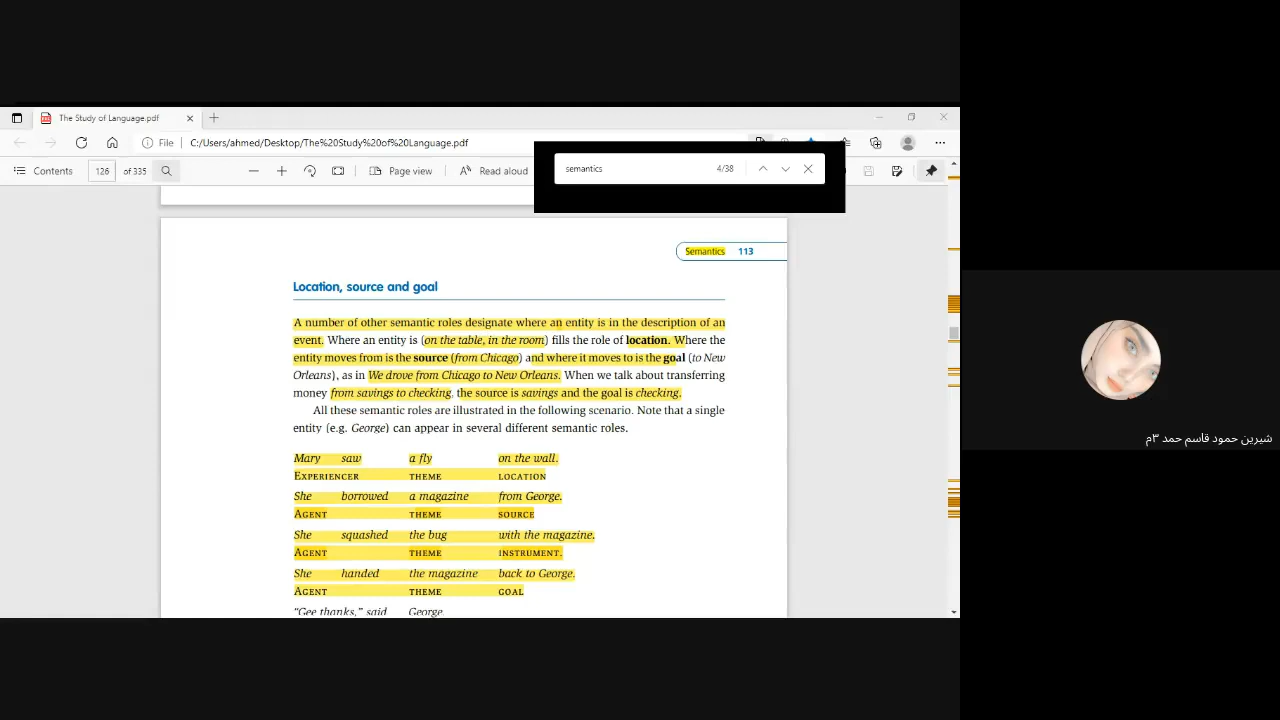 The Study of Language.pdf
File C:/Users/ahmed/Desktop/The%20Study%20of%20Language.pdf
semantics 4/38
Contents 126 of 335 Page view Read aloud
Semantics 113
Location, source and goal
A number of other semantic roles designate where an entity is in the description of an
event. Where an entity is (on the table, in the room) fills the role of location. Where the
entity moves from is the source (from Chicago) and where it moves to is the goal (to New
Orleans), as in We drove from Chicago to New Orleans. When we talk about transferring
money from savings to checking, the source is savings and the goal is checking.
All these semantic roles are illustrated in the following scenario. Note that a single
entity (e.g. George) can appear in several different semantic roles.
Mary saw a fly on the wall.
EXPERIENCER THEME LOCATION
She borrowed a magazine from George.
AGENT THEME SOURCE
She squashed the bug with the magazine.
AGENT THEME INSTRUMENT.
She handed the magazine back to George.
AGENT THEME GOAL
"Gee thanks," said George.
شيرين حمود قاسم حمد ٣م